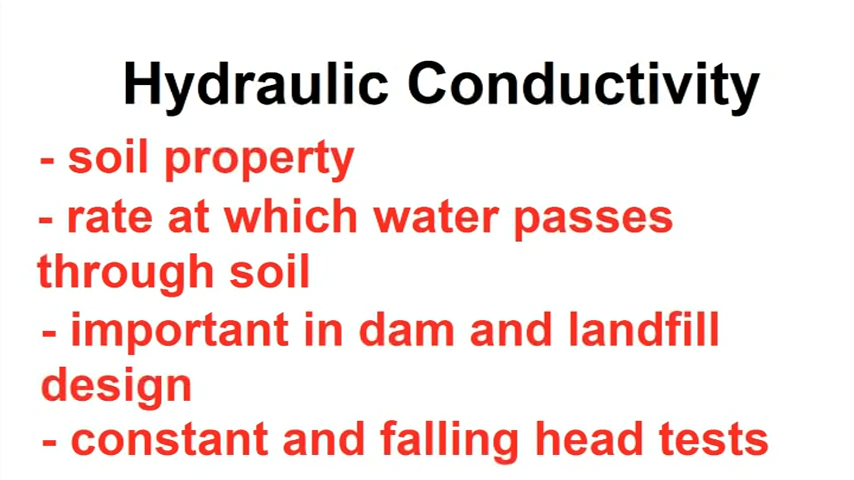 Hydraulic Conductivity
- soil property
- rate at which water passes
through soil
- important in dam and landfill
design
- constant and falling head tests